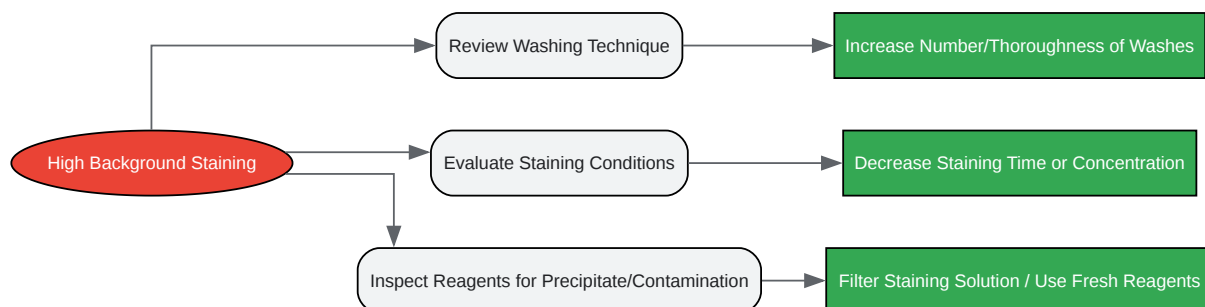 Review Washing Technique
Increase Number/Thoroughness of Washes
High Background Staining
Evaluate Staining Conditions
Decrease Staining Time or Concentration
Inspect Reagents for Precipitate/Contamination
Filter Staining Solution / Use Fresh Reagents